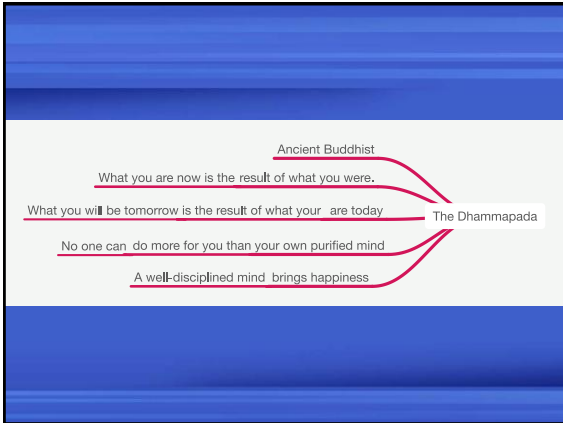 Ancient Buddhist
What you are now is the result of what you were.
What you will be tomorrow is the result of what your are today
The Dhammapada
No one can do more for you than your own purified mind
A well-disciplined mind brings happiness